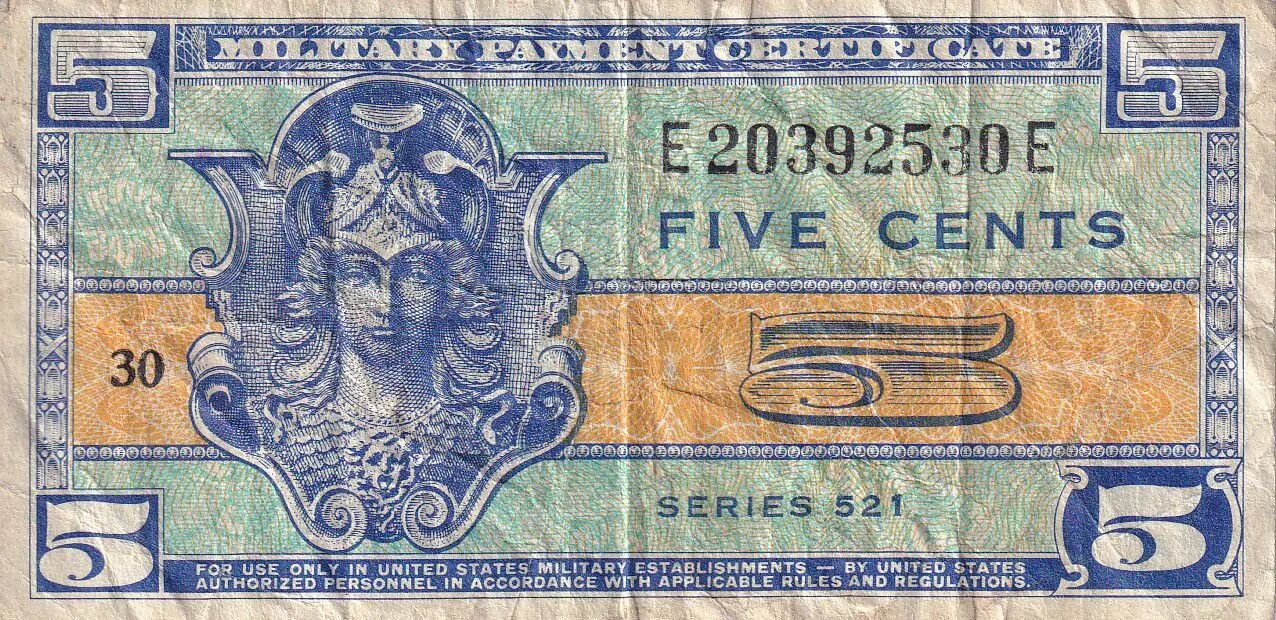 5 MILITARY PAYMENT CERTIFICATE 5
E20392530E
FIVE CENTS
30 5
SERIES 521
5 5
FOR USE ONLY IN UNITED STATES MILITARY ESTABLISHMENTS — BY UNITED STATES
AUTHORIZED PERSONNEL IN ACCORDANCE WITH APPLICABLE RULES AND REGULATIONS.